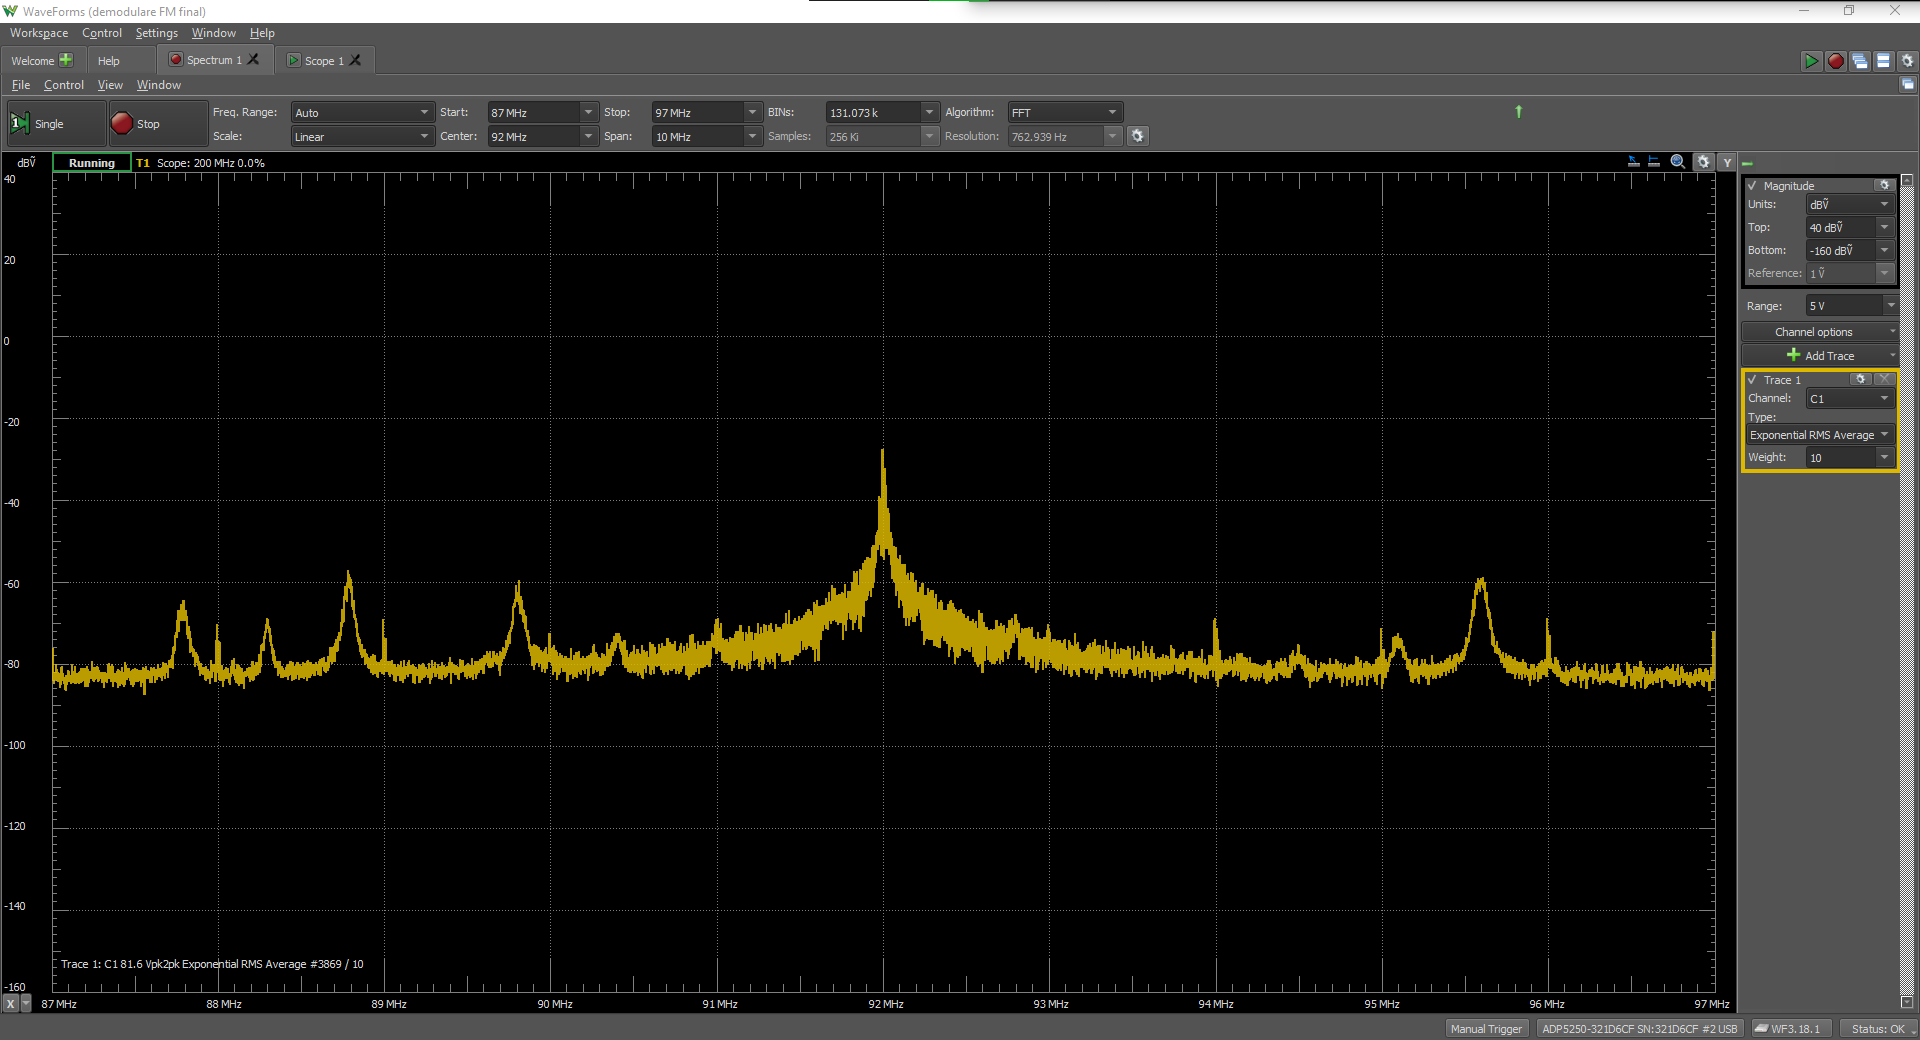 WaveForms (demodulare FM final)
Workspace Control Settings Window Help
Welcome Help Spectrum 1 Scope 1
File Control View Window
Single Stop Freq. Range: Auto Start: 87 MHz Stop: 97 MHz BINs: 131.073 k Algorithm: FFT
Scale: Linear Center: 92 MHz Span: 10 MHz Samples: 256 Ki Resolution: 762.939 Hz
dBṼ Running T1 Scope: 200 MHz 0.0% Y
40
20
0
-20
-40
-60
-80
-100
-120
-140
-160
Trace 1: C1 81.6 Vpk2pk Exponential RMS Average #3869 / 10
X 87 MHz 88 MHz 89 MHz 90 MHz 91 MHz 92 MHz 93 MHz 94 MHz 95 MHz 96 MHz 97 MHz
Magnitude
Units: dBṼ
Top: 40 dBṼ
Bottom: -160 dBṼ
Reference: 1 Ṽ
Range: 5 V
Channel options
Add Trace
Trace 1
Channel: C1
Type:
Exponential RMS Average
Weight: 10
Manual Trigger ADP5250-321D6CF SN:321D6CF #2 USB WF3.18.1 Status: OK